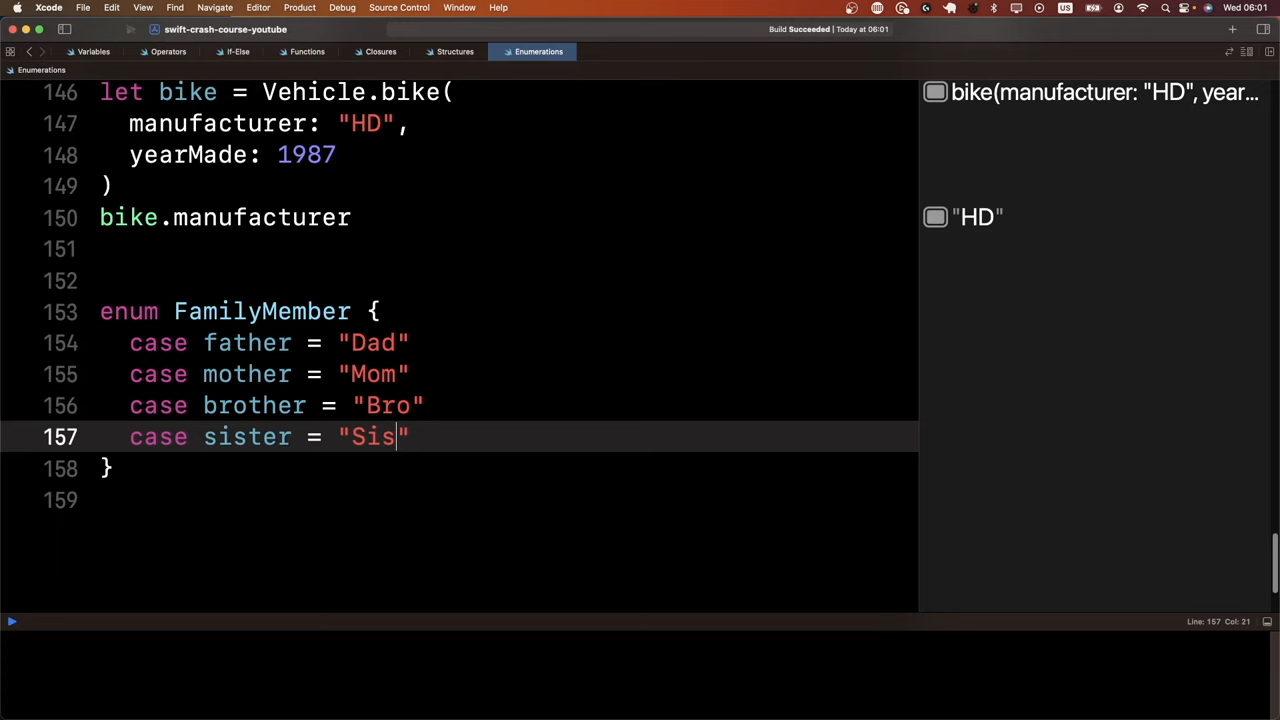 Xcode File Edit View Find Navigate Editor Product Debug Source Control Window Help US Wed 06:01
swift-crash-course-youtube Build Succeeded | Today at 06:01
Variables Operators If-Else Functions Closures Structures Enumerations
Enumerations
146 let bike = Vehicle.bike( bike(manufacturer: "HD", year...
147 manufacturer: "HD",
148 yearMade: 1987
149 )
150 bike.manufacturer "HD"
151
152
153 enum FamilyMember {
154 case father = "Dad"
155 case mother = "Mom"
156 case brother = "Bro"
157 case sister = "Sis"
158 }
159
Line: 157 Col: 21